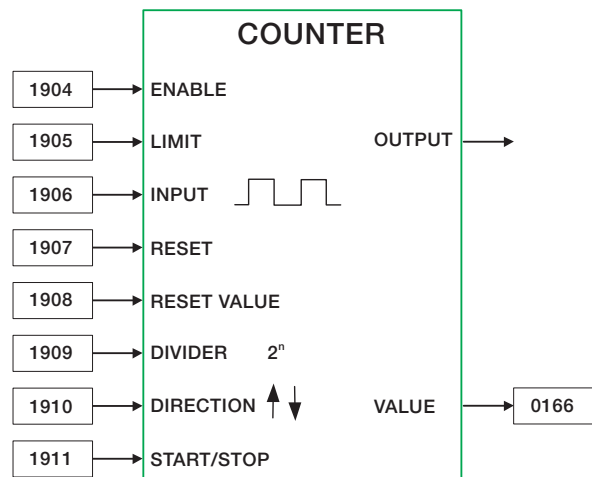 COUNTER
1904 ENABLE
1905 LIMIT OUTPUT
1906 INPUT
1907 RESET
1908 RESET VALUE
1909 DIVIDER 2ⁿ
1910 DIRECTION VALUE 0166
1911 START/STOP